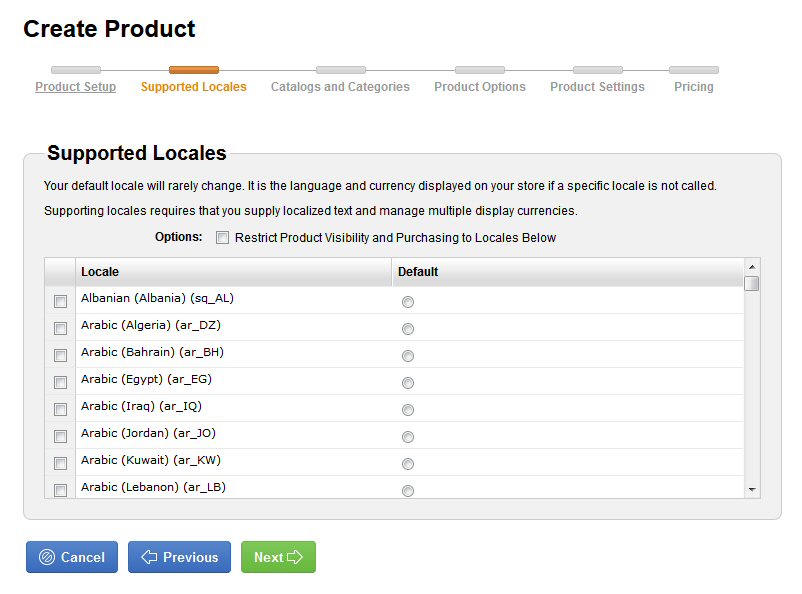 Create Product
Product Setup Supported Locales Catalogs and Categories Product Options Product Settings Pricing
Supported Locales
Your default locale will rarely change. It is the language and currency displayed on your store if a specific locale is not called.
Supporting locales requires that you supply localized text and manage multiple display currencies.
Options: Restrict Product Visibility and Purchasing to Locales Below
Locale Default
Albanian (Albania) (sq_AL)
Arabic (Algeria) (ar_DZ)
Arabic (Bahrain) (ar_BH)
Arabic (Egypt) (ar_EG)
Arabic (Iraq) (ar_IQ)
Arabic (Jordan) (ar_JO)
Arabic (Kuwait) (ar_KW)
Arabic (Lebanon) (ar_LB)
Cancel Previous Next